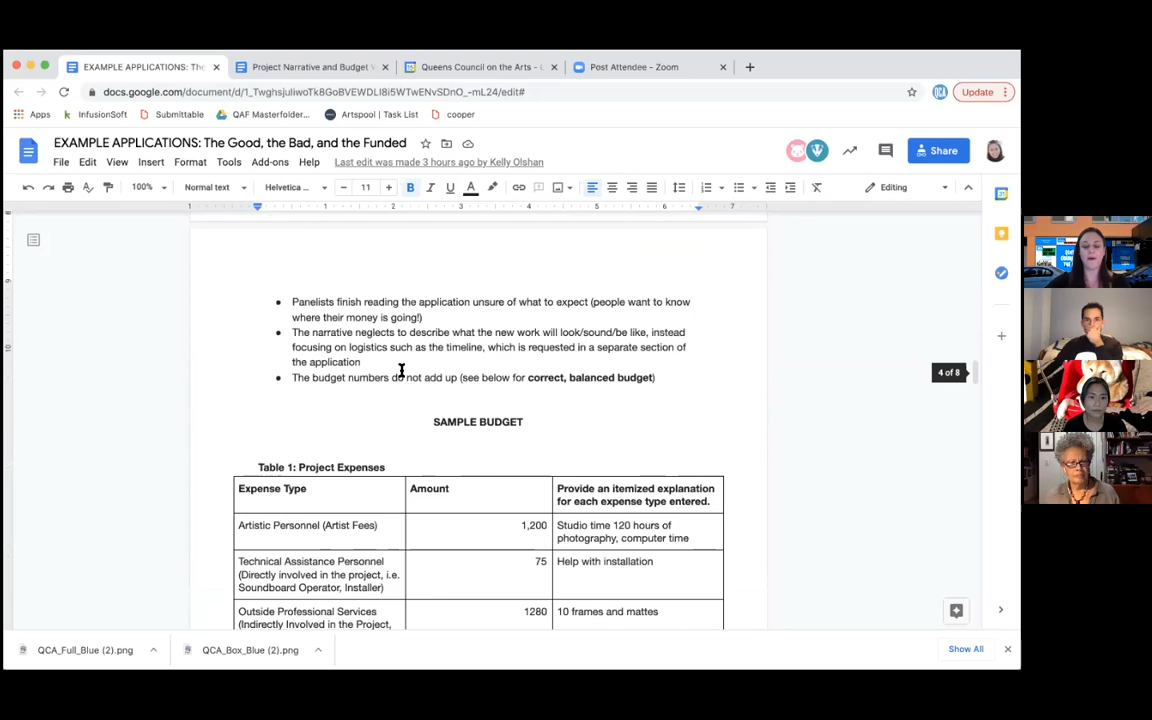 EXAMPLE APPLICATIONS: The
Project Narrative and Budget W
Queens Council on the Arts - C
Post Attendee - Zoom
docs.google.com/document/d/1_TwghsjuliwoTk8GoBVEWDLI8i5WTwENvSDnO_-mL24/edit#
Update
Apps
InfusionSoft
Submittable
QAF Masterfolder...
Artspool | Task List
cooper
EXAMPLE APPLICATIONS: The Good, the Bad, and the Funded
File Edit View Insert Format Tools Add-ons Help Last edit was made 3 hours ago by Kelly Olshan
Share
100% Normal text Helvetica ... 11 B I U A Editing
1 1 2 3 4 5 6 7
Panelists finish reading the application unsure of what to expect (people want to know
where their money is going!)
The narrative neglects to describe what the new work will look/sound/be like, instead
focusing on logistics such as the timeline, which is requested in a separate section of
the application
The budget numbers do not add up (see below for correct, balanced budget)
4 of 8
SAMPLE BUDGET
Table 1: Project Expenses
Expense Type
Amount
Provide an itemized explanation
for each expense type entered.
Artistic Personnel (Artist Fees)
1,200
Studio time 120 hours of
photography, computer time
Technical Assistance Personnel
(Directly involved in the project, i.e.
Soundboard Operator, Installer)
75
Help with installation
Outside Professional Services
(Indirectly Involved in the Project,
1280
10 frames and mattes
QCA_Full_Blue (2).png
QCA_Box_Blue (2).png
Show All